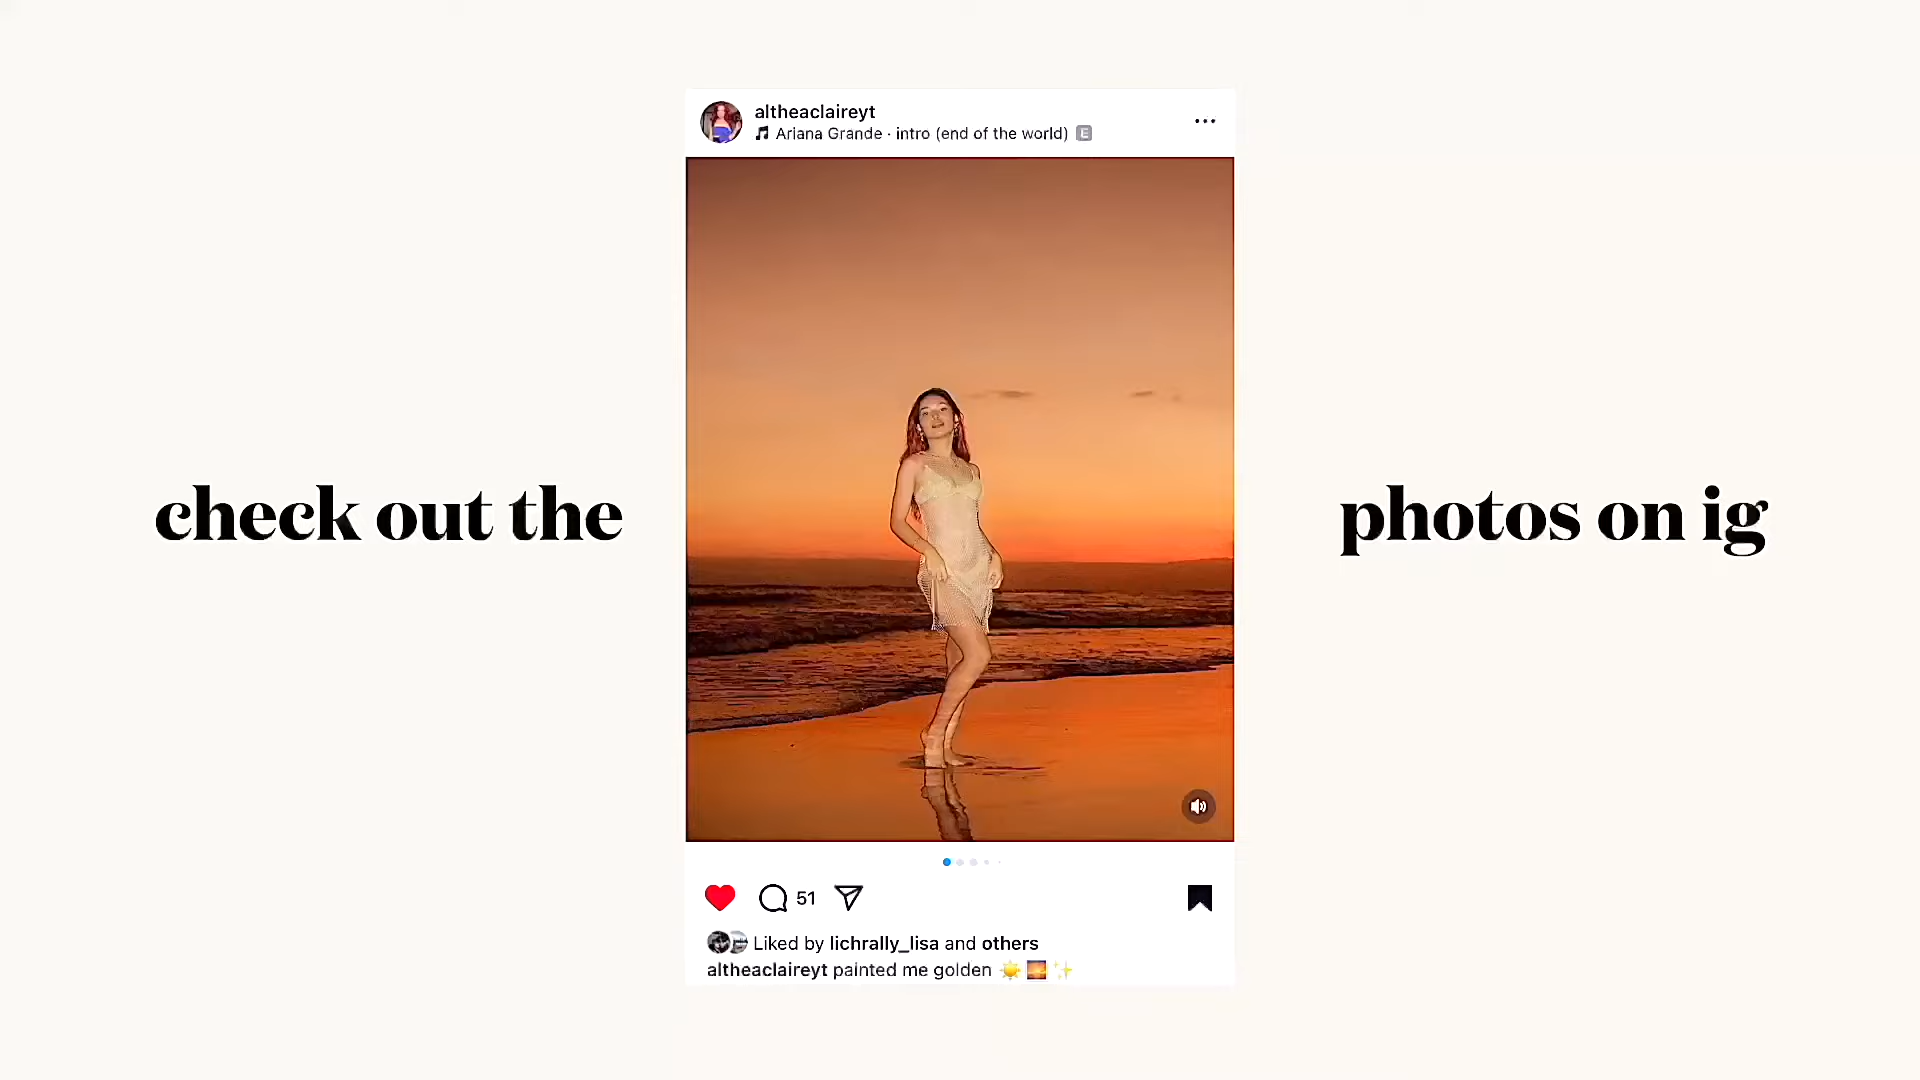 altheaclaireyt
Ariana Grande · intro (end of the world) E
check out the
photos on ig
51
Liked by lichrally_lisa and others
altheaclaireyt painted me golden ☀️ 🌅 ✨